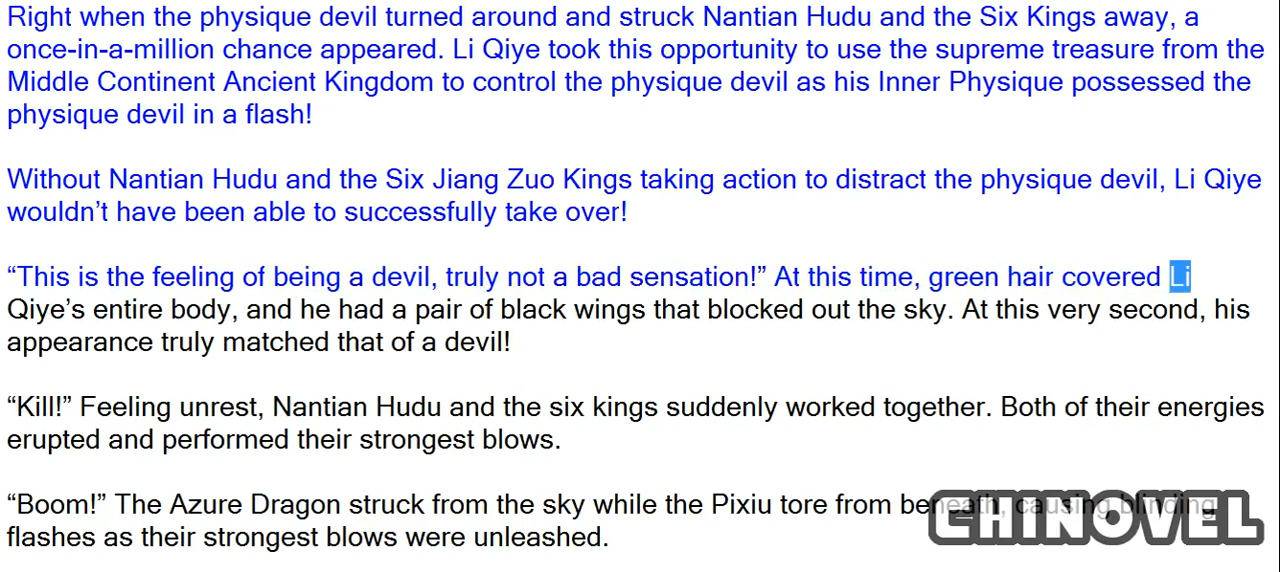 Right when the physique devil turned around and struck Nantian Hudu and the Six Kings away, a
once-in-a-million chance appeared. Li Qiye took this opportunity to use the supreme treasure from the
Middle Continent Ancient Kingdom to control the physique devil as his Inner Physique possessed the
physique devil in a flash!
Without Nantian Hudu and the Six Jiang Zuo Kings taking action to distract the physique devil, Li Qiye
wouldn’t have been able to successfully take over!
“This is the feeling of being a devil, truly not a bad sensation!” At this time, green hair covered Li
Qiye’s entire body, and he had a pair of black wings that blocked out the sky. At this very second, his
appearance truly matched that of a devil!
“Kill!” Feeling unrest, Nantian Hudu and the six kings suddenly worked together. Both of their energies
erupted and performed their strongest blows.
“Boom!” The Azure Dragon struck from the sky while the Pixiu tore from beneath, causing blinding
flashes as their strongest blows were unleashed.
CHINOVEL